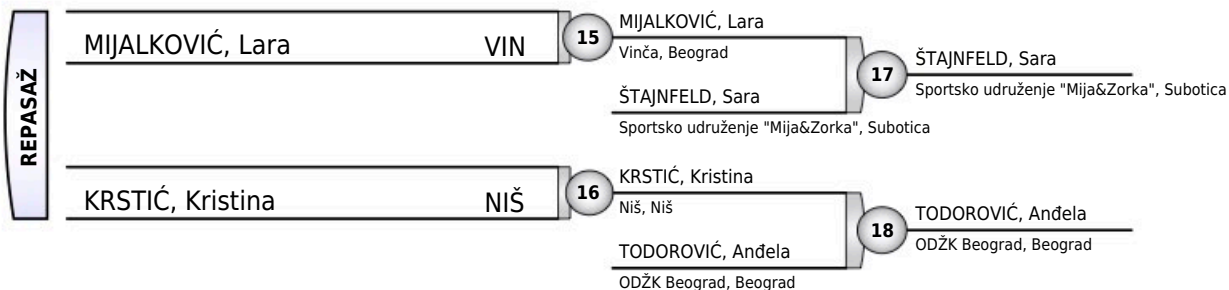 REPASAŽ
MIJALKOVIĆ, Lara VIN
15
MIJALKOVIĆ, Lara
Vinča, Beograd
ŠTAJNFELD, Sara
Sportsko udruženje "Mija&Zorka", Subotica
17
ŠTAJNFELD, Sara
Sportsko udruženje "Mija&Zorka", Subotica
KRSTIĆ, Kristina NIŠ
16
KRSTIĆ, Kristina
Niš, Niš
TODOROVIĆ, Anđela
ODŽK Beograd, Beograd
18
TODOROVIĆ, Anđela
ODŽK Beograd, Beograd